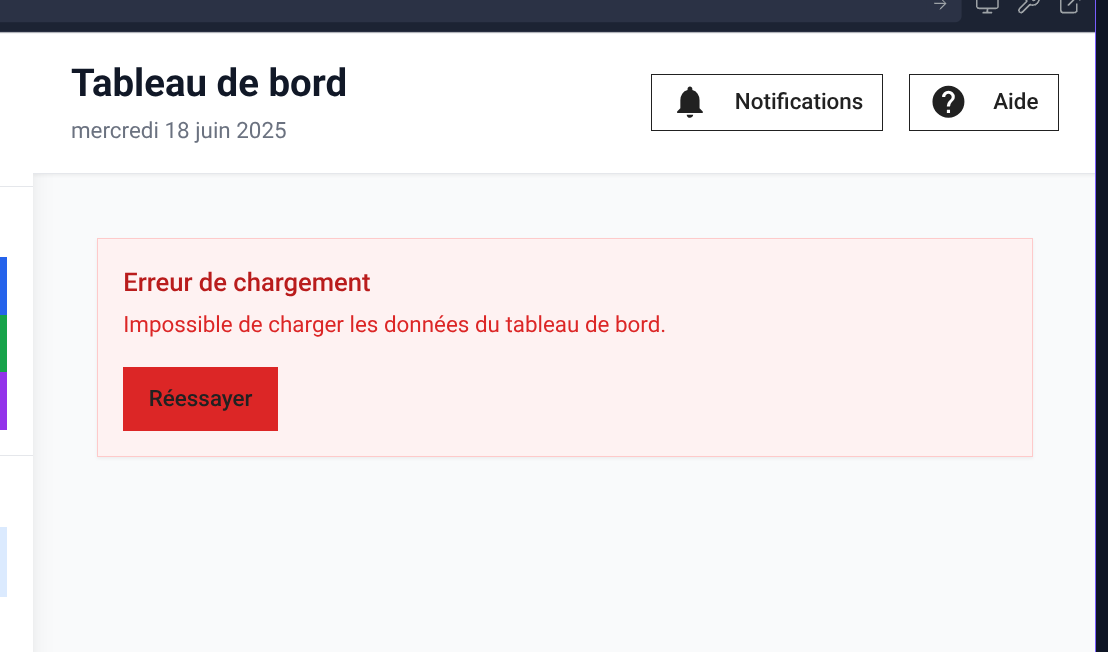 Tableau de bord
mercredi 18 juin 2025
Notifications
Aide
Erreur de chargement
Impossible de charger les données du tableau de bord.
Réessayer